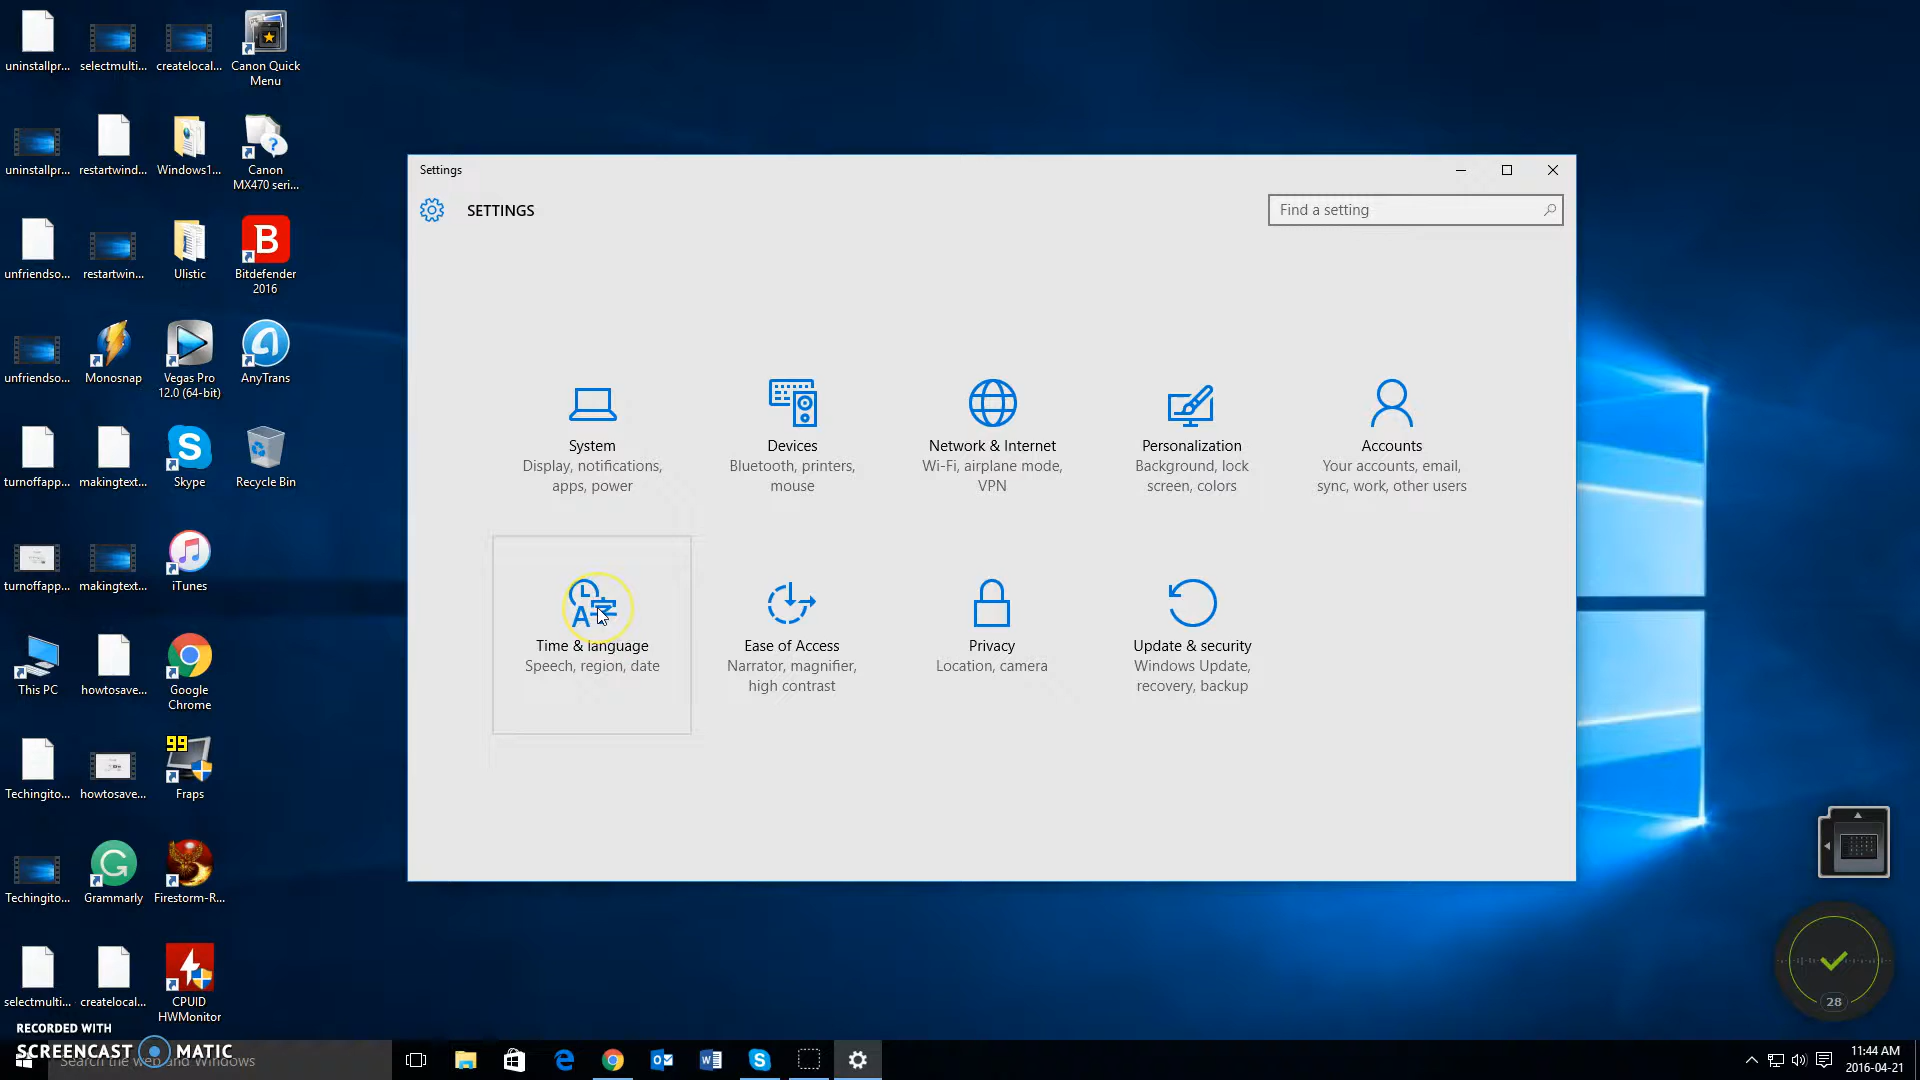 uninstallpr...
selectmulti...
createlocal...
Canon Quick
Menu
uninstallpr...
restartwind...
Windows1...
Canon
MX470 seri...
unfriendso...
restartwin...
Ulistic
B
Bitdefender
2016
unfriendso...
Monosnap
Vegas Pro
12.0 (64-bit)
AnyTrans
turnoffapp...
makingtext...
Skype
Recycle Bin
turnoffapp...
makingtext...
iTunes
This PC
howtosave...
Google
Chrome
99
Techingito...
howtosave...
Fraps
Techingito...
Grammarly
Firestorm-R...
selectmulti...
createlocal...
CPUID
HWMonitor
Settings
SETTINGS
Find a setting
System
Display, notifications,
apps, power
Devices
Bluetooth, printers,
mouse
Network & Internet
Wi-Fi, airplane mode,
VPN
Personalization
Background, lock
screen, colors
Accounts
Your accounts, email,
sync, work, other users
Time & language
Speech, region, date
Ease of Access
Narrator, magnifier,
high contrast
Privacy
Location, camera
Update & security
Windows Update,
recovery, backup
28
RECORDED WITH
SCREENCAST MATIC
Search the web and Windows
11:44 AM
2016-04-21